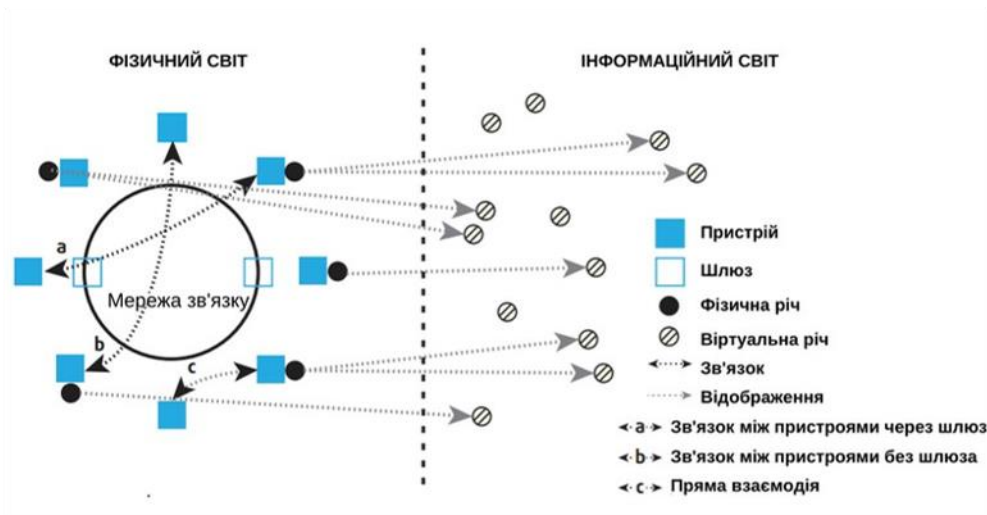 ФІЗИЧНИЙ СВІТ
ІНФОРМАЦІЙНИЙ СВІТ
a
Мережа зв'язку
b
c
Пристрій
Шлюз
Фізична річ
Віртуальна річ
Зв'язок
Відображення
a Зв'язок між пристроями через шлюз
b Зв'язок між пристроями без шлюза
c Пряма взаємодія